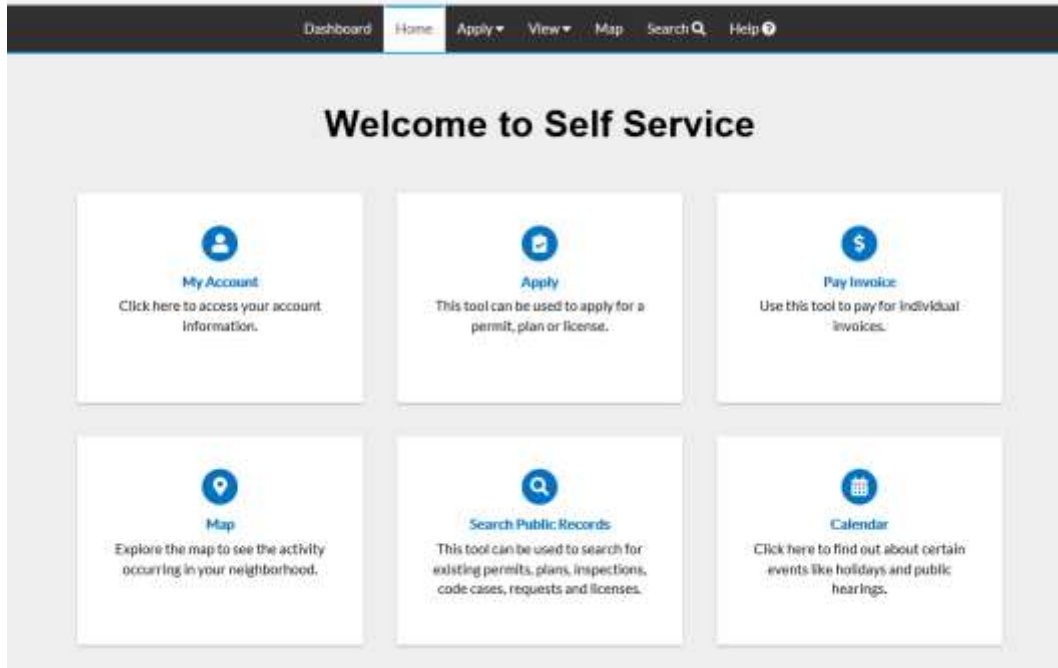 Dashboard Home Apply View Map Search Help
Welcome to Self Service
My Account
Click here to access your account
information.
Apply
This tool can be used to apply for a
permit, plan or license.
Pay Invoice
Use this tool to pay for individual
invoices.
Map
Explore the map to see the activity
occurring in your neighborhood.
Search Public Records
This tool can be used to search for
existing permits, plans, inspections,
code cases, requests and licenses.
Calendar
Click here to find out about certain
events like holidays and public
hearings.